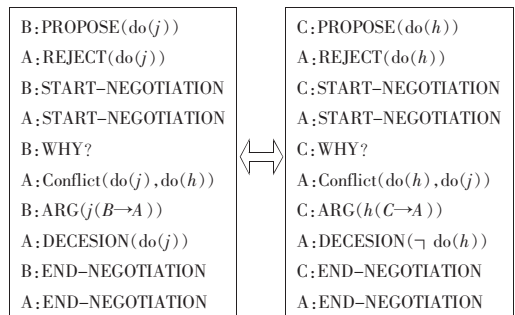 B:PROPOSE(do(j))
A:REJECT(do(j))
B:START–NEGOTIATION
A:START–NEGOTIATION
B:WHY?
A:Conflict(do(j),do(h))
B:ARG(j(B→A))
A:DECESION(do(j))
B:END–NEGOTIATION
A:END–NEGOTIATION
C:PROPOSE(do(h))
A:REJECT(do(h))
C:START–NEGOTIATION
A:START–NEGOTIATION
C:WHY?
A:Conflict(do(h),do(j))
C:ARG(h(C→A))
A:DECESION(¬ do(h))
C:END–NEGOTIATION
A:END–NEGOTIATION